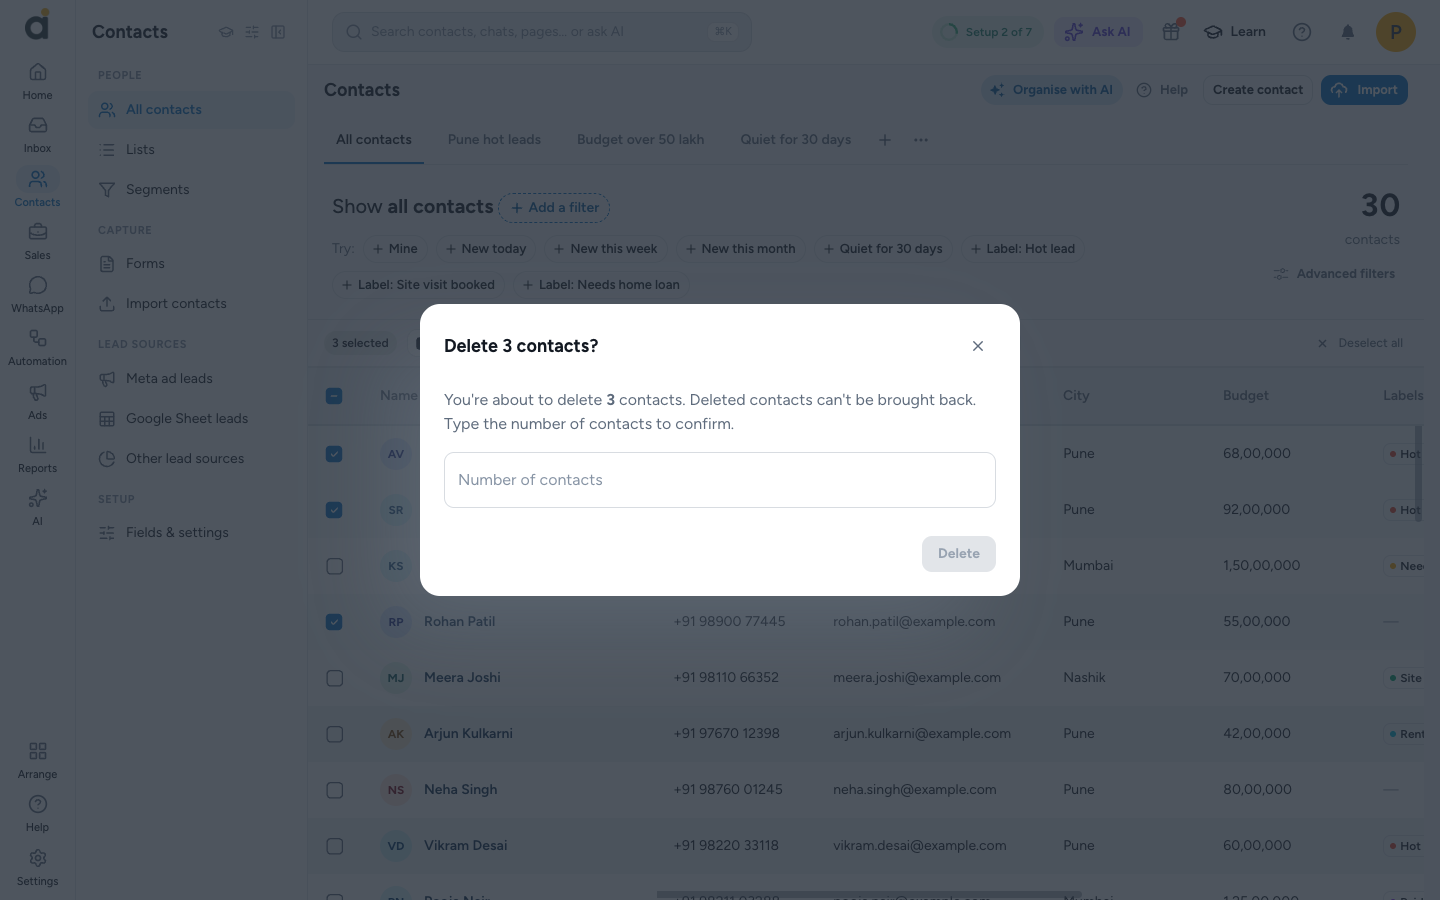 a
Contacts
Search contacts, chats, pages... or ask AI
⌘K
Setup 2 of 7
Ask AI
Learn
P
Home
Inbox
Contacts
Sales
WhatsApp
Automation
Ads
Reports
AI
Arrange
Help
Settings
PEOPLE
All contacts
Lists
Segments
CAPTURE
Forms
Import contacts
LEAD SOURCES
Meta ad leads
Google Sheet leads
Other lead sources
SETUP
Fields & settings
Contacts
Organise with AI
Help
Create contact
Import
All contacts
Pune hot leads
Budget over 50 lakh
Quiet for 30 days
Show all contacts + Add a filter
30
contacts
Try: + Mine + New today + New this week + New this month + Quiet for 30 days + Label: Hot lead
+ Label: Site visit booked + Label: Needs home loan
Advanced filters
3 selected
Deselect all
Delete 3 contacts?
You're about to delete 3 contacts. Deleted contacts can't be brought back.
Type the number of contacts to confirm.
Number of contacts
Delete
Name City Budget Labels
AV Pune 68,00,000 Hot
SR Pune 92,00,000 Hot
KS Mumbai 1,50,00,000
RP Rohan Patil +91 98900 77445 rohan.patil@example.com Pune 55,00,000 —
MJ Meera Joshi +91 98110 66352 meera.joshi@example.com Nashik 70,00,000 Site
AK Arjun Kulkarni +91 97670 12398 arjun.kulkarni@example.com Pune 42,00,000 Rent
NS Neha Singh +91 98760 01245 neha.singh@example.com Pune 80,00,000 —
VD Vikram Desai +91 98220 33118 vikram.desai@example.com Pune 60,00,000 Hot